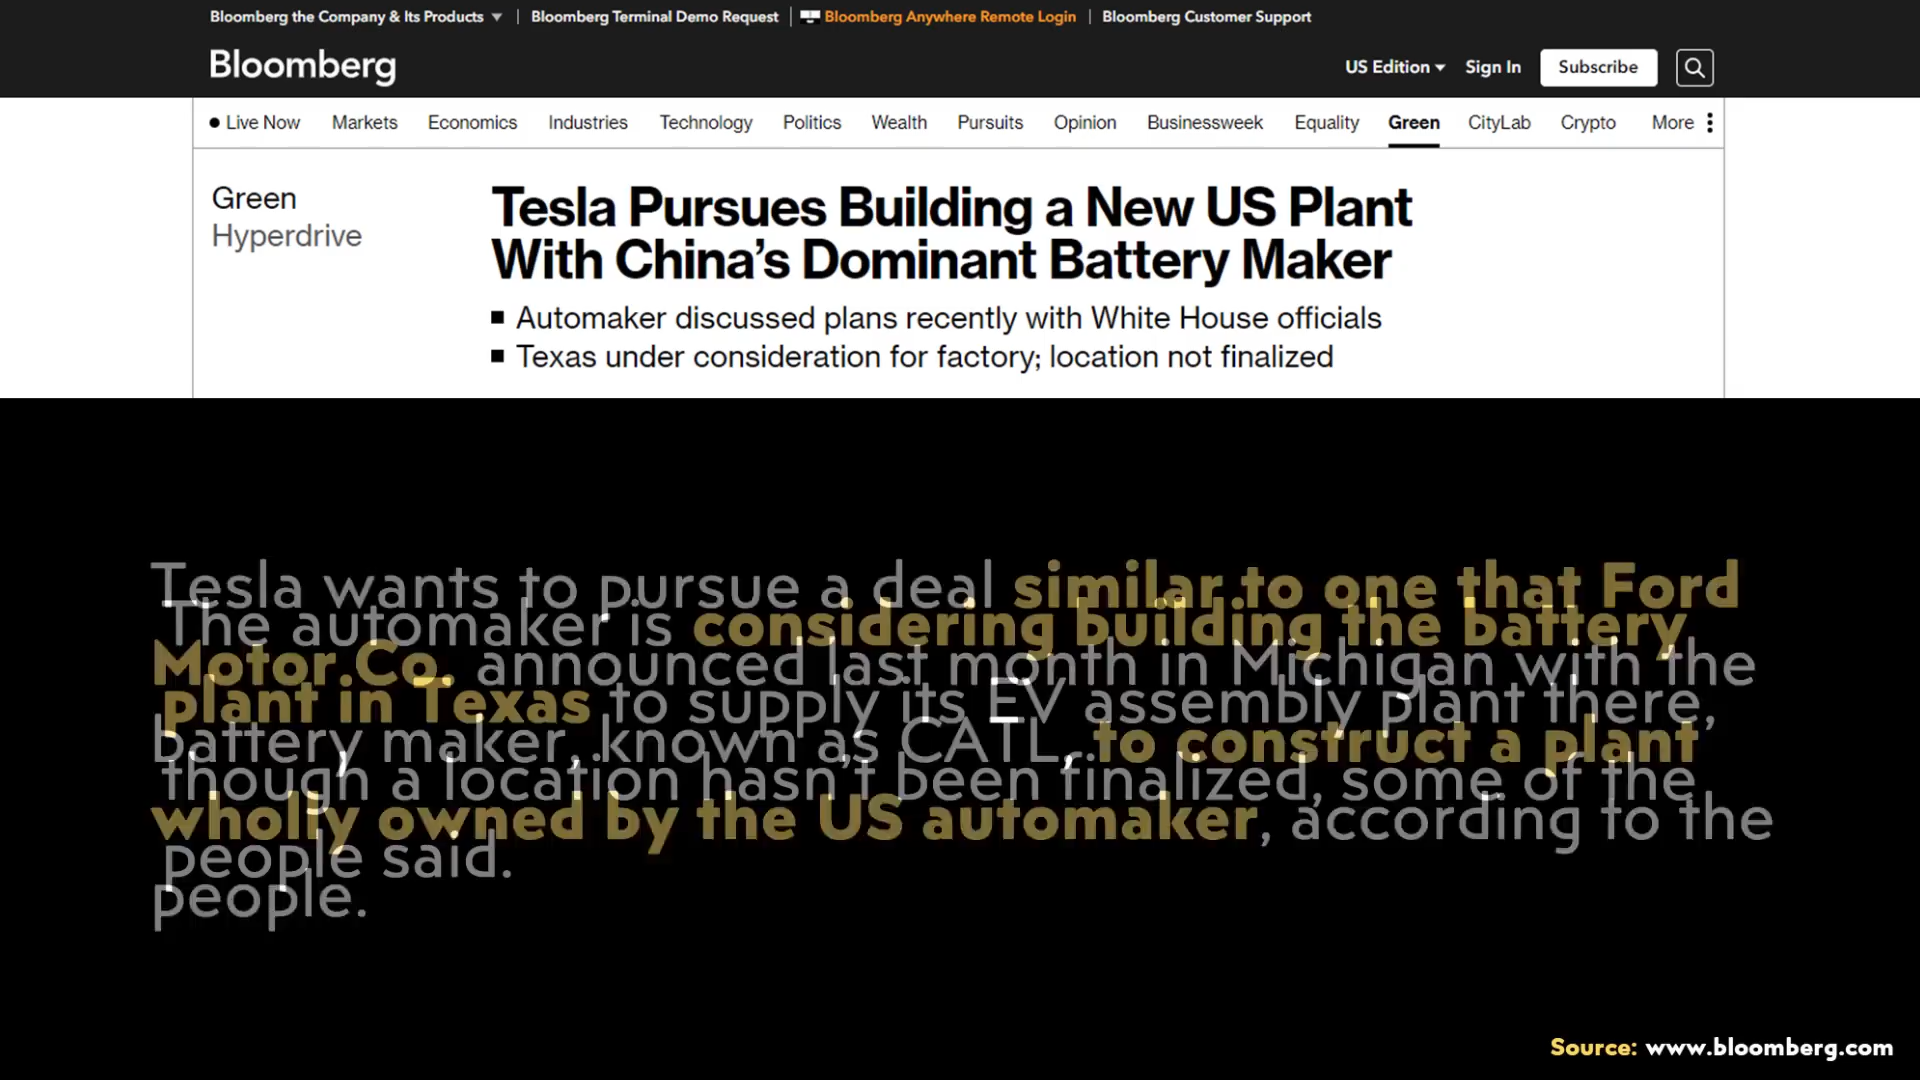 Bloomberg the Company & Its Products
Bloomberg Terminal Demo Request
Bloomberg Anywhere Remote Login
Bloomberg Customer Support
Bloomberg
US Edition
Sign In
Subscribe
Live Now
Markets
Economics
Industries
Technology
Politics
Wealth
Pursuits
Opinion
Businessweek
Equality
Green
CityLab
Crypto
More
Green
Hyperdrive
Tesla Pursues Building a New US Plant
With China’s Dominant Battery Maker
Automaker discussed plans recently with White House officials
Texas under consideration for factory; location not finalized
Tesla wants to pursue a deal similar to one that Ford
Motor Co. announced last month in Michigan with the
battery maker, known as CATL, to construct a plant
wholly owned by the US automaker, according to the
people.
The automaker is considering building the battery
plant in Texas to supply its EV assembly plant there,
though a location hasn't been finalized, some of the
people said.
Source: www.bloomberg.com